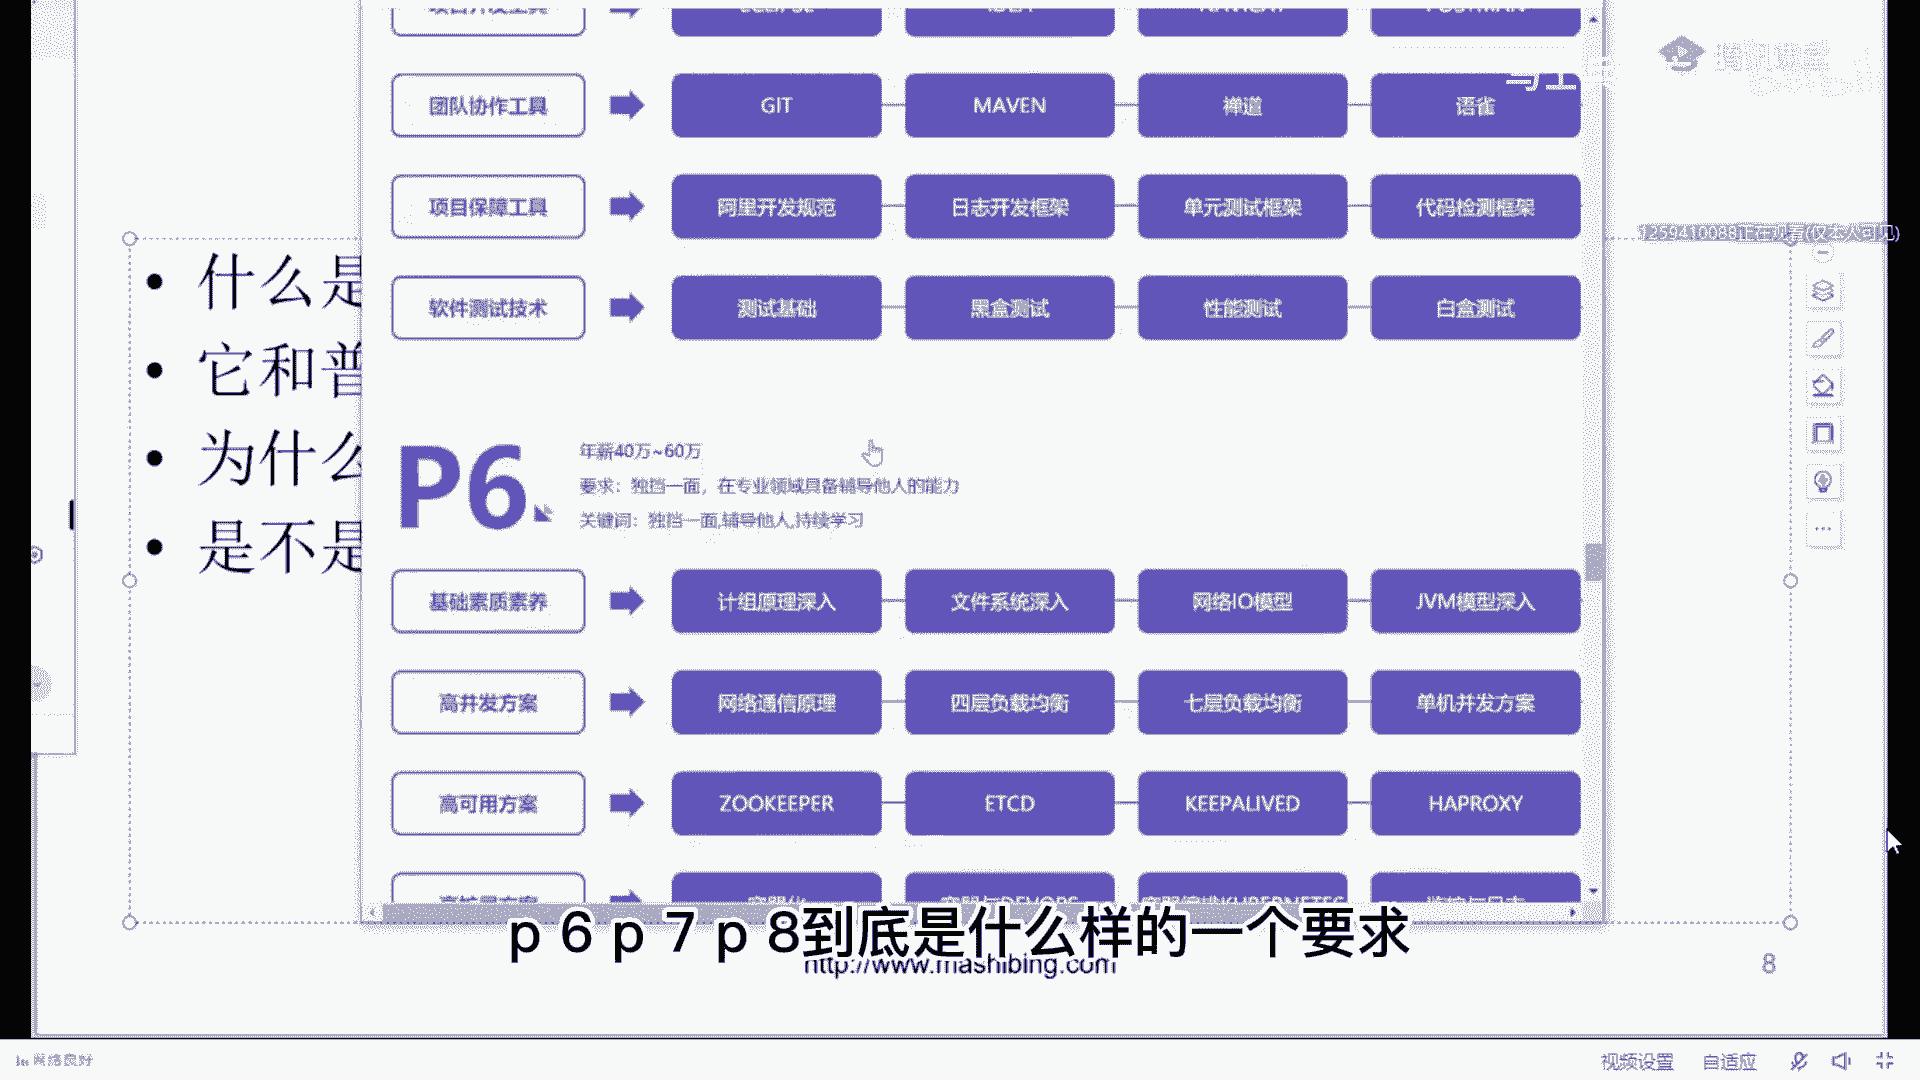 团队协作工具 GIT MAVEN 禅道 语雀
项目保障工具 阿里开发规范 日志开发框架 单元测试框架 代码检测框架
1259410088正在观看(仅本人可见)
什么是
软件测试技术 测试基础 黑盒测试 性能测试 白盒测试
它和普
为什么
是不是
P6
年薪40万~60万
要求：独挡一面，在专业领域具备辅导他人的能力
关键词：独挡一面,辅导他人,持续学习
基础素质素养 计组原理深入 文件系统深入 网络IO模型 JVM模型深入
高并发方案 网络通信原理 四层负载均衡 七层负载均衡 单机并发方案
高可用方案 ZOOKEEPER ETCD KEEPALIVED HAPROXY
p 6 p 7 p 8到底是什么样的一个要求
http://www.mashibing.com
8
网络良好
视频设置 自适应